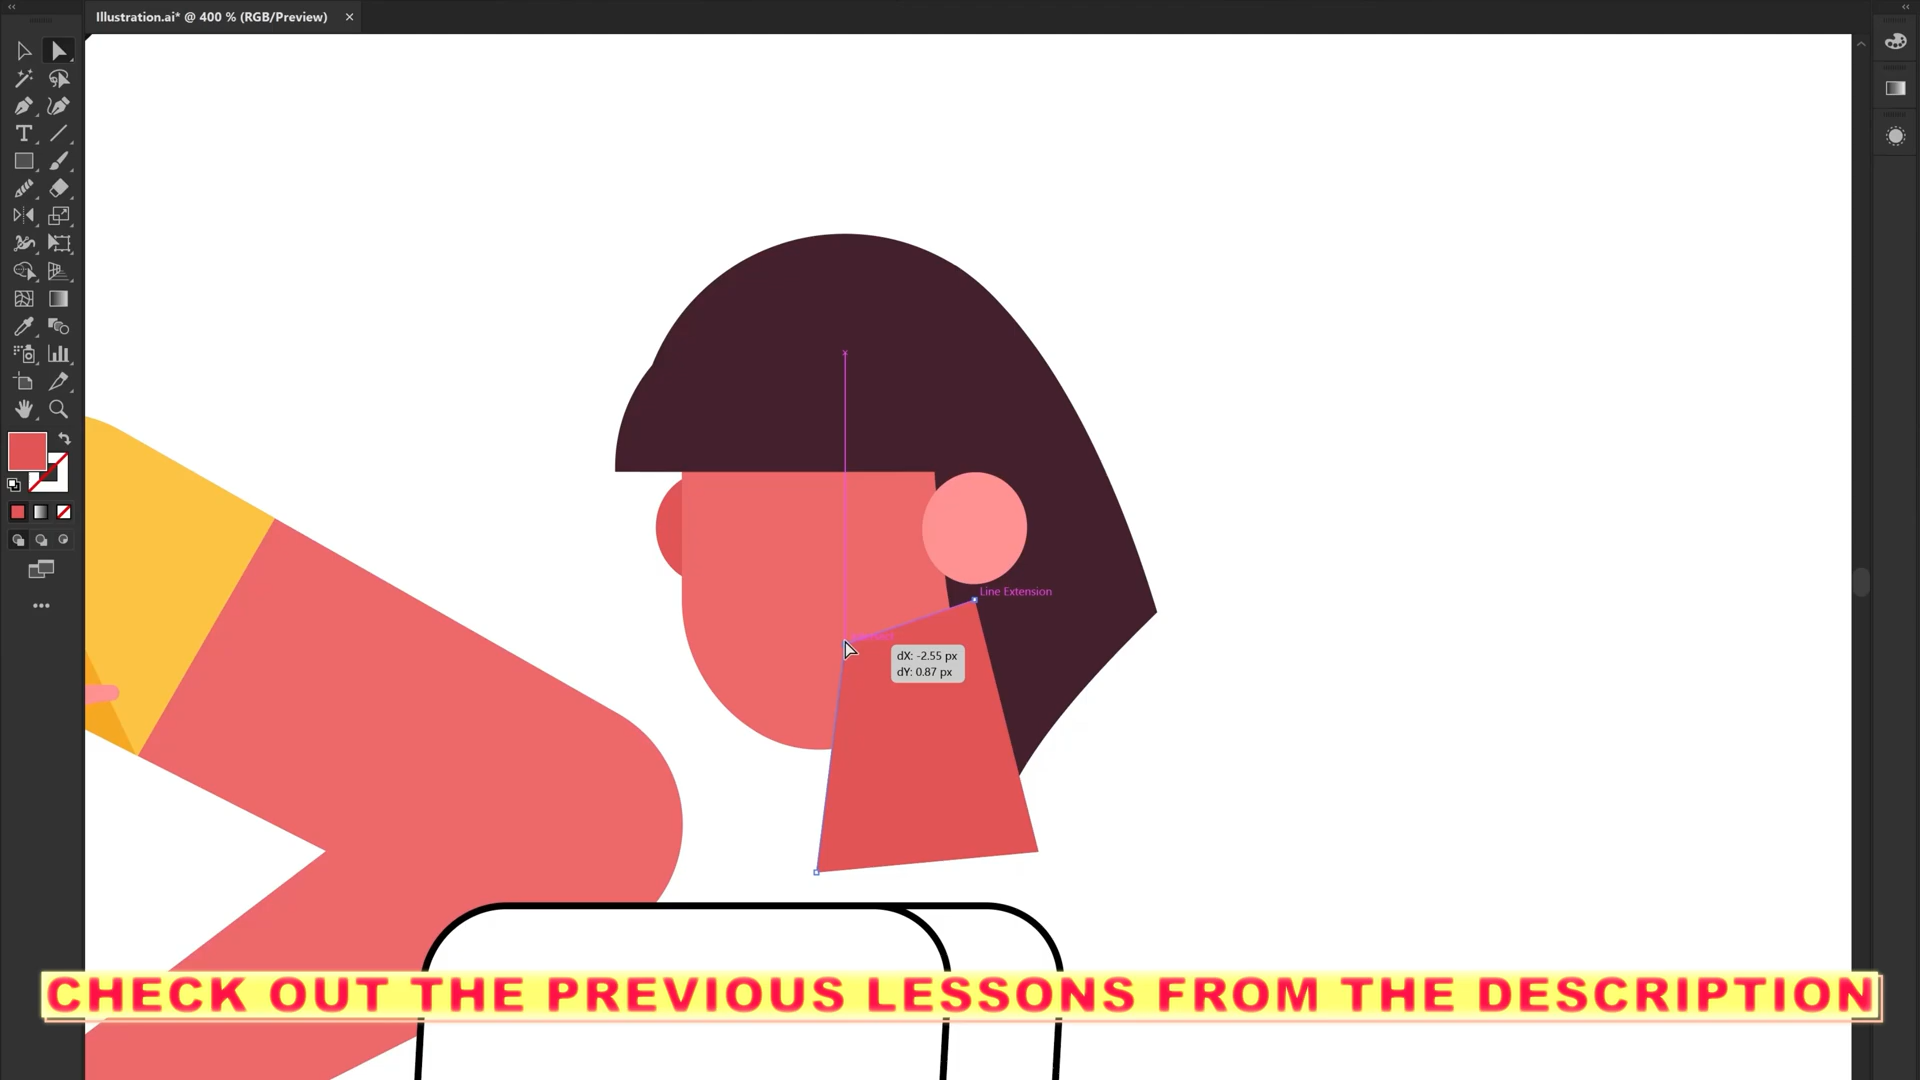 Illustration.ai* @ 400 % (RGB/Preview)
Line Extension
dX: -2.55 px
dY: 0.87 px
CHECK OUT THE PREVIOUS LESSONS FROM THE DESCRIPTION